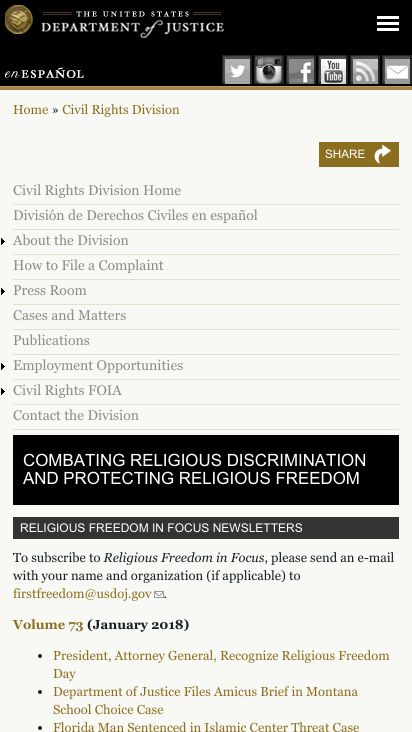 THE UNITED STATES
DEPARTMENT of JUSTICE
en ESPAÑOL
You
Tube
Home » Civil Rights Division
SHARE
Civil Rights Division Home
División de Derechos Civiles en español
About the Division
How to File a Complaint
Press Room
Cases and Matters
Publications
Employment Opportunities
Civil Rights FOIA
Contact the Division
COMBATING RELIGIOUS DISCRIMINATION
AND PROTECTING RELIGIOUS FREEDOM
RELIGIOUS FREEDOM IN FOCUS NEWSLETTERS
To subscribe to Religious Freedom in Focus, please send an e-mail
with your name and organization (if applicable) to
firstfreedom@usdoj.gov.
Volume 73 (January 2018)
• President, Attorney General, Recognize Religious Freedom
Day
• Department of Justice Files Amicus Brief in Montana
School Choice Case
• Florida Man Sentenced in Islamic Center Threat Case